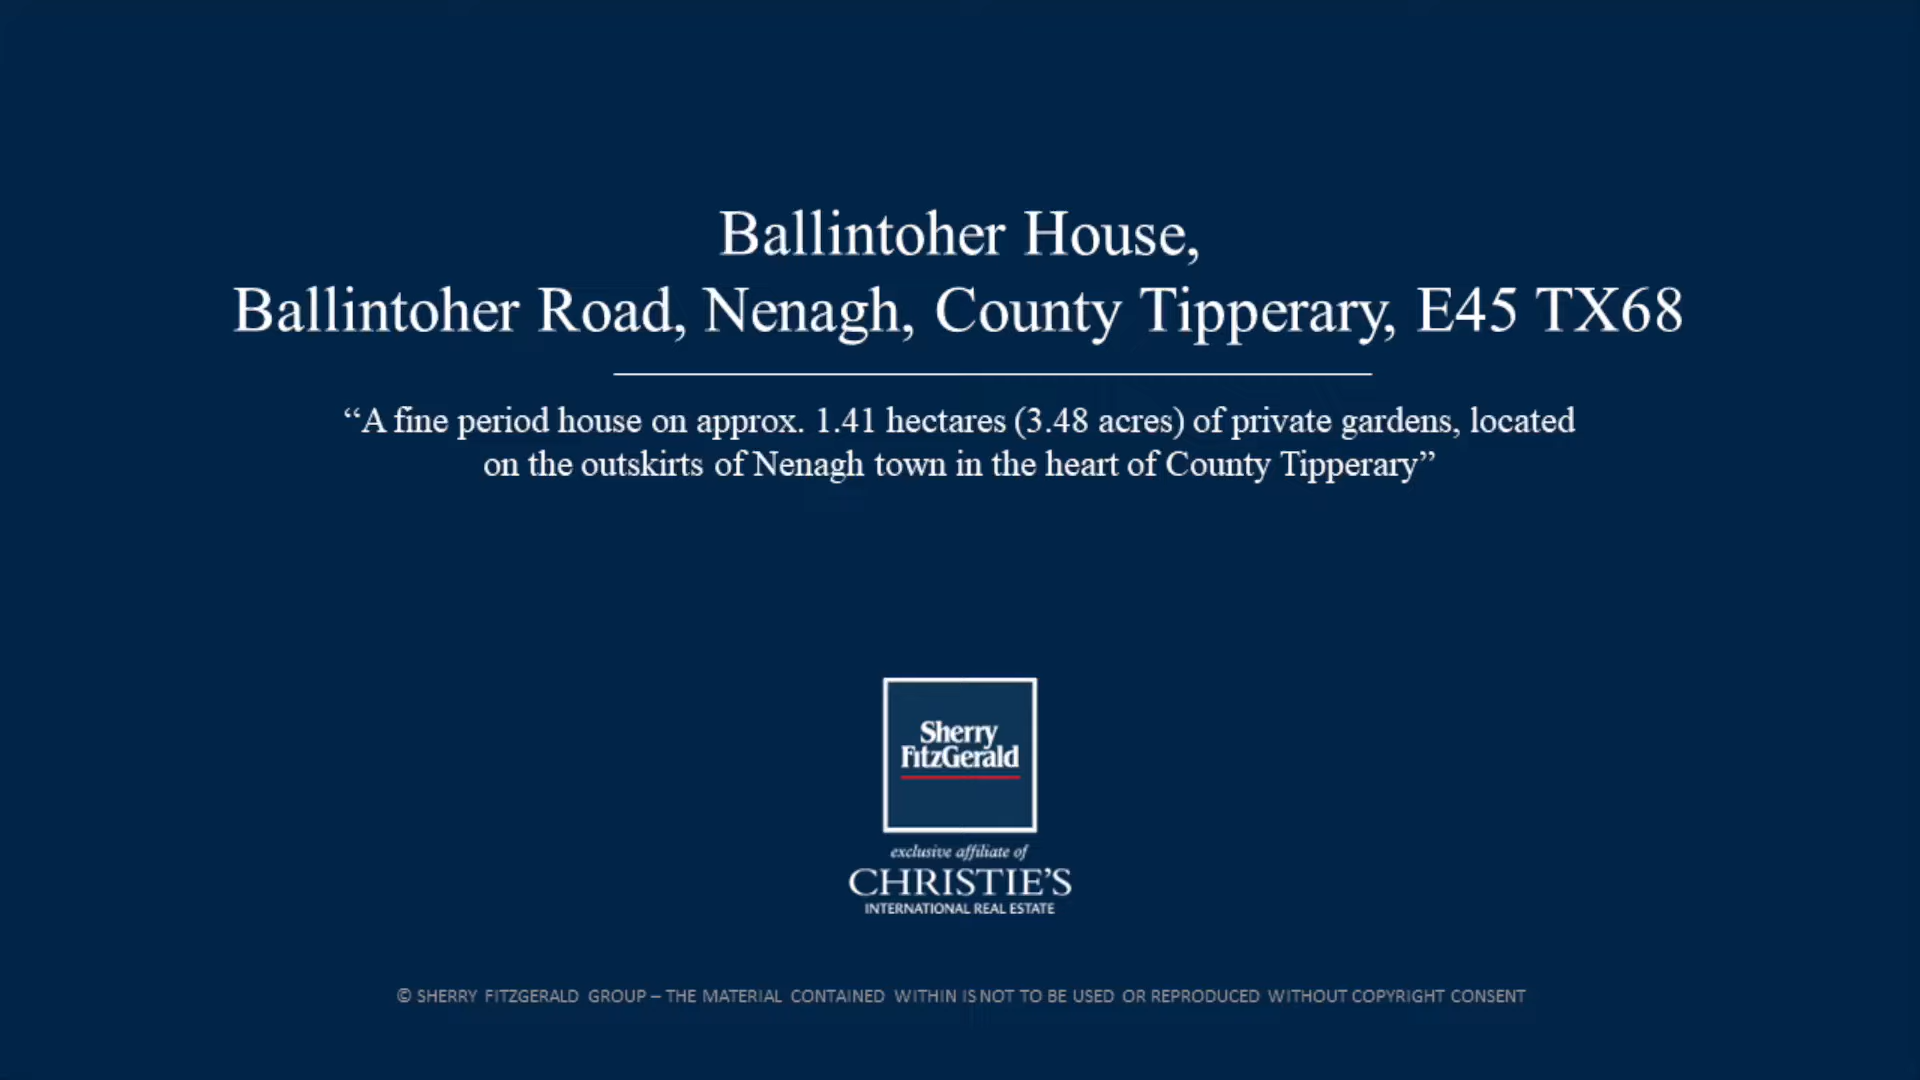 Ballintoher House,
Ballintoher Road, Nenagh, County Tipperary, E45 TX68
“A fine period house on approx. 1.41 hectares (3.48 acres) of private gardens, located
on the outskirts of Nenagh town in the heart of County Tipperary”
Sherry
FitzGerald
exclusive affiliate of
CHRISTIE'S
INTERNATIONAL REAL ESTATE
© SHERRY FITZGERALD GROUP – THE MATERIAL CONTAINED WITHIN IS NOT TO BE USED OR REPRODUCED WITHOUT COPYRIGHT CONSENT